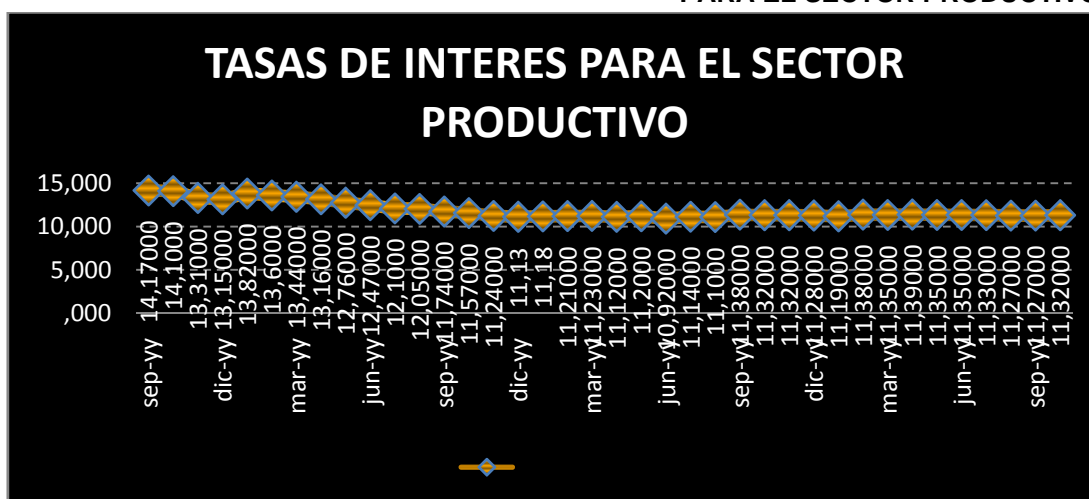 PARA EL SECTOR PRODUCTIVO
TASAS DE INTERES PARA EL SECTOR
PRODUCTIVO
15,000
10,000
5,000
,000
14,17000
14,1000
13,31000
13,15000
13,82000
13,6000
13,44000
13,16000
12,76000
12,47000
12,1000
12,05000
11,74000
11,57000
11,24000
11,13
11,18
11,21000
11,23000
11,12000
11,2000
10,92000
11,14000
11,1000
11,38000
11,32000
11,32000
11,28000
11,19000
11,38000
11,35000
11,39000
11,35000
11,35000
11,33000
11,27000
11,27000
11,32000
sep-yy
dic-yy
mar-yy
jun-yy
sep-yy
dic-yy
mar-yy
jun-yy
sep-yy
dic-yy
mar-yy
jun-yy
sep-yy